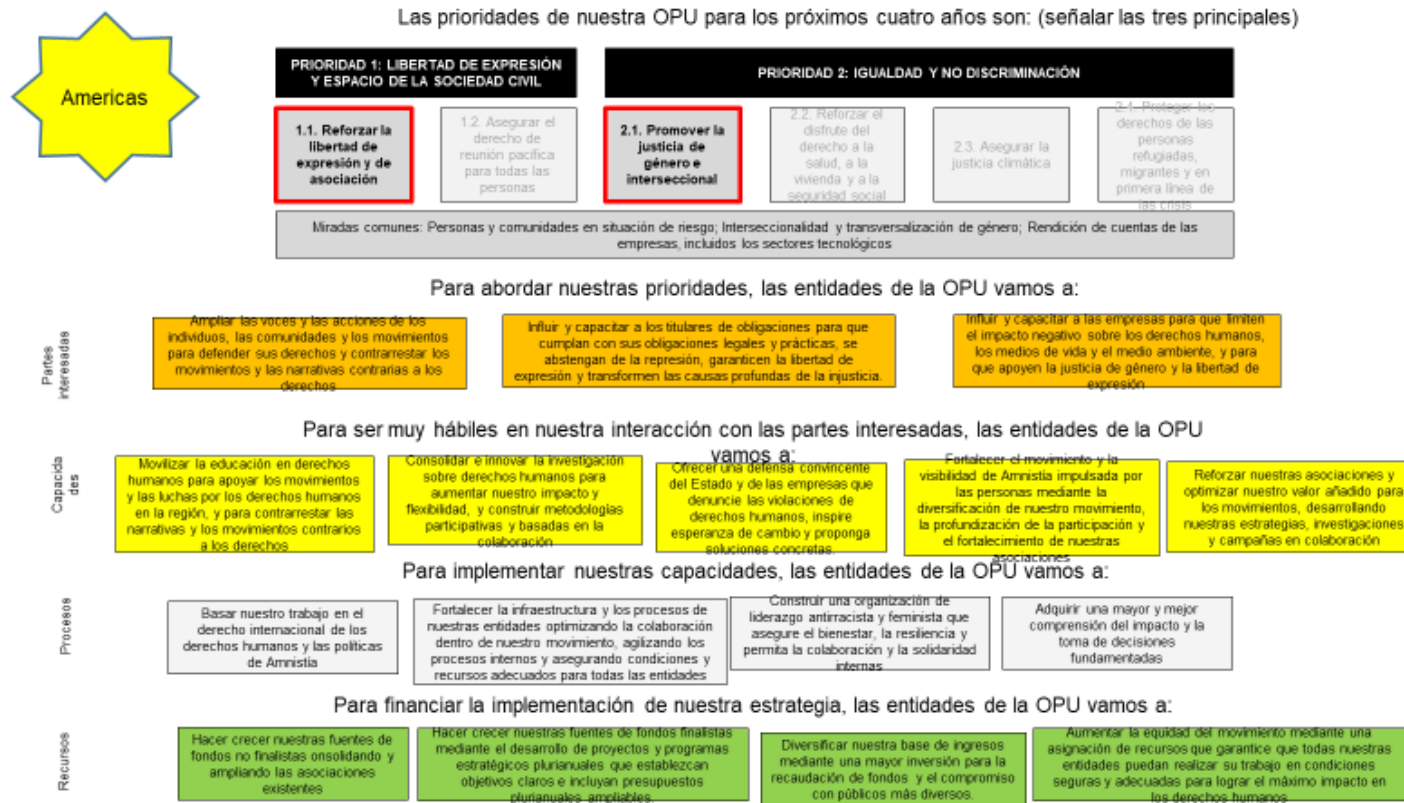 Las prioridades de nuestra OPU para los próximos cuatro años son: (señalar las tres principales)
Americas
PRIORIDAD 1: LIBERTAD DE EXPRESIÓN
Y ESPACIO DE LA SOCIEDAD CIVIL
PRIORIDAD 2: IGUALDAD Y NO DISCRIMINACIÓN
1.1. Reforzar la
libertad de
expresión y de
asociación
1.2. Asegurar el
derecho de
reunión pacífica
para todas las
personas
2.1. Promover la
justicia de
género e
interseccional
2.2. Reforzar el
disfrute del
derecho a la
salud, a la
vivienda y a la
seguridad social
2.3. Asegurar la
justicia climática
2.4. Proteger los
derechos de las
personas
refugiadas,
migrantes y en
primera línea de
las crisis
Miradas comunes: Personas y comunidades en situación de riesgo; Interseccionalidad y transversalización de género; Rendición de cuentas de las
empresas, incluidos los sectores tecnológicos
Para abordar nuestras prioridades, las entidades de la OPU vamos a:
Partes
interesadas
Ampliar las voces y las acciones de los
individuos, las comunidades y los movimientos
para defender sus derechos y contrarrestar los
movimientos y las narrativas contrarias a los
derechos
Influir y capacitar a los titulares de obligaciones para que
cumplan con sus obligaciones legales y prácticas, se
abstengan de la represión, garanticen la libertad de
expresión y transformen las causas profundas de la injusticia.
Influir y capacitar a las empresas para que limiten
el impacto negativo sobre los derechos humanos,
los medios de vida y el medio ambiente, y para
que apoyen la justicia de género y la libertad de
expresión
Para ser muy hábiles en nuestra interacción con las partes interesadas, las entidades de la OPU
vamos a:
Capacida
des
Movilizar la educación en derechos
humanos para apoyar los movimientos
y las luchas por los derechos humanos
en la región, y para contrarrestar las
narrativas y los movimientos contrarios
a los derechos
Consolidar e innovar la investigación
sobre derechos humanos para
aumentar nuestro impacto y
flexibilidad, y construir metodologías
participativas y basadas en la
colaboración
Ofrecer una defensa convincente
del Estado y de las empresas que
denuncie las violaciones de
derechos humanos, inspire
esperanza de cambio y proponga
soluciones concretas.
Fortalecer el movimiento y la
visibilidad de Amnistía impulsada por
las personas mediante la
diversificación de nuestro movimiento,
la profundización de la participación y
el fortalecimiento de nuestras
asociaciones
Reforzar nuestras asociaciones y
optimizar nuestro valor añadido para
los movimientos, desarrollando
nuestras estrategias, investigaciones
y campañas en colaboración
Para implementar nuestras capacidades, las entidades de la OPU vamos a:
Procesos
Basar nuestro trabajo en el
derecho internacional de los
derechos humanos y las políticas
de Amnistía
Fortalecer la infraestructura y los procesos de
nuestras entidades optimizando la colaboración
dentro de nuestro movimiento, agilizando los
procesos internos y asegurando condiciones y
recursos adecuados para todas las entidades
Construir una organización de
liderazgo antirracista y feminista que
asegure el bienestar, la resiliencia y
permita la colaboración y la solidaridad
internas
Adquirir una mayor y mejor
comprensión del impacto y la
toma de decisiones
fundamentadas
Para financiar la implementación de nuestra estrategia, las entidades de la OPU vamos a:
Recursos
Hacer crecer nuestras fuentes de
fondos no finalistas onsolidando y
ampliando las asociaciones
existentes
Hacer crecer nuestras fuentes de fondos finalistas
mediante el desarrollo de proyectos y programas
estratégicos plurianuales que establezcan
objetivos claros e incluyan presupuestos
plurianuales ampliables.
Diversificar nuestra base de ingresos
mediante una mayor inversión para la
recaudación de fondos y el compromiso
con públicos más diversos.
Aumentar la equidad del movimiento mediante una
asignación de recursos que garantice que todas nuestras
entidades puedan realizar su trabajo en condiciones
seguras y adecuadas para lograr el máximo impacto en
los derechos humanos